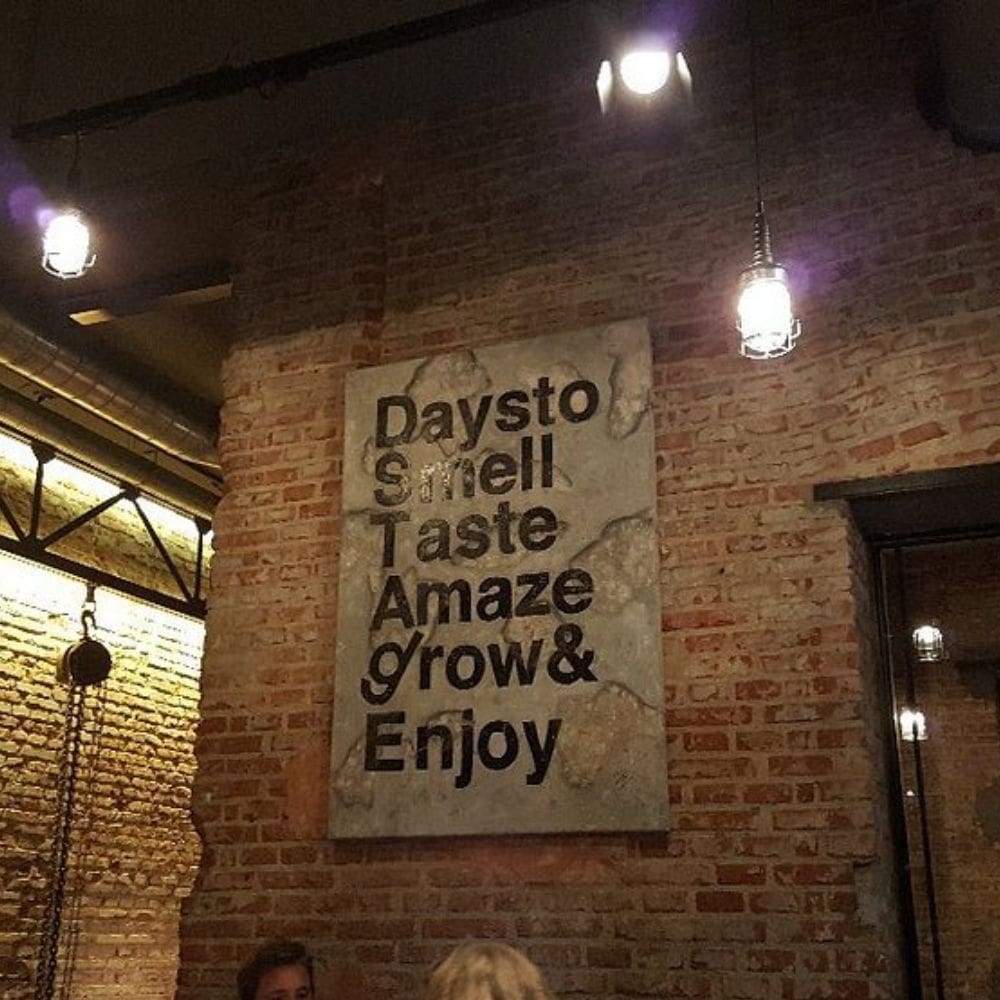 Daysto
Smell
Taste
Amaze
grow&
Enjoy